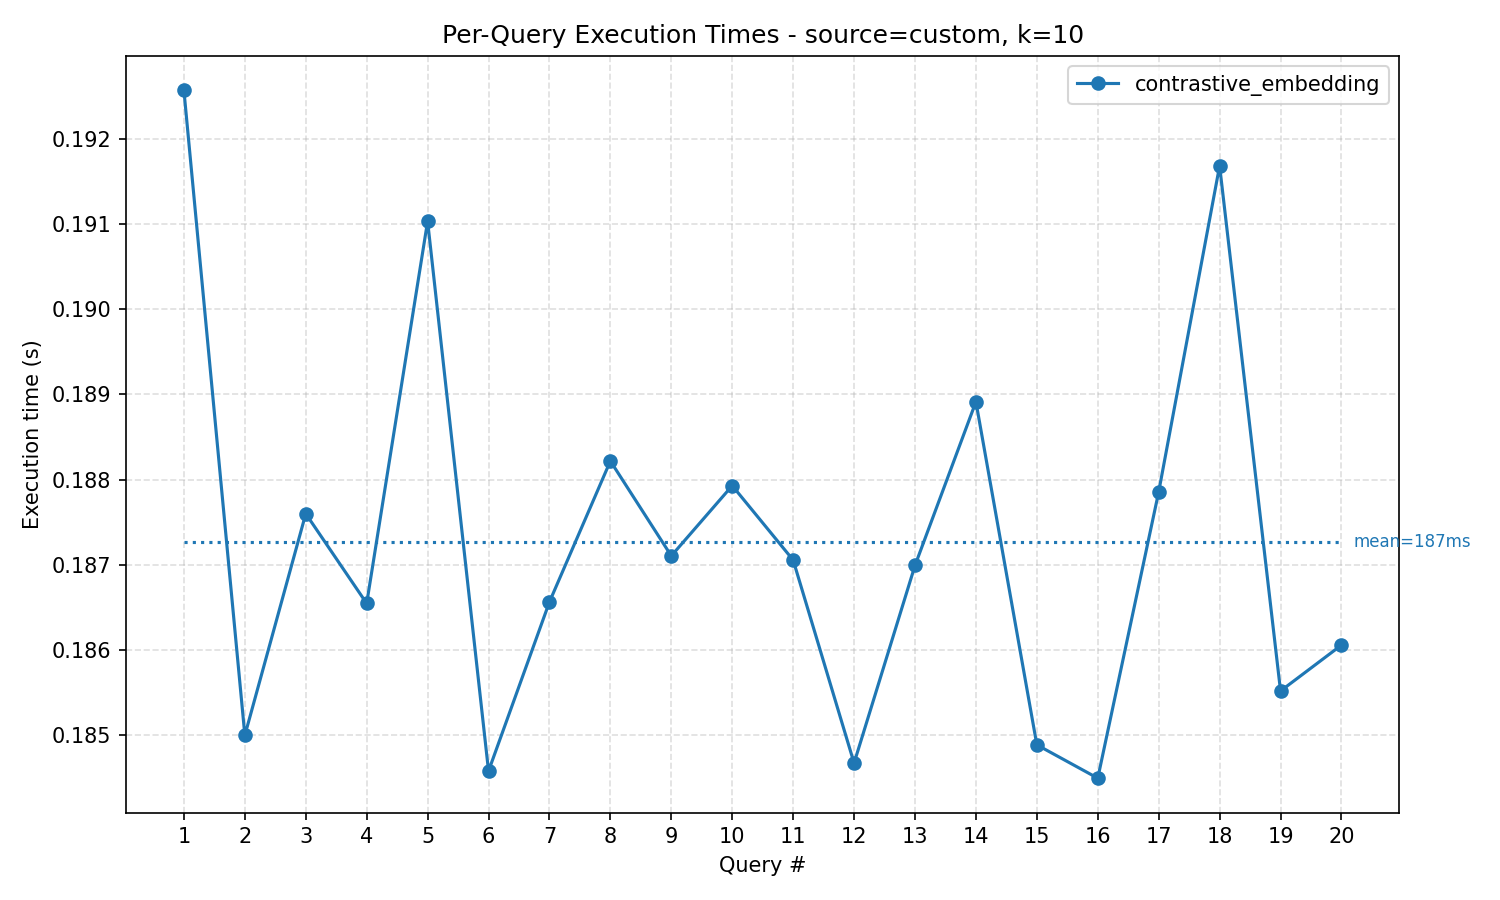 Per-Query Execution Times - source=custom, k=10
contrastive_embedding
Execution time (s)
0.192
0.191
0.190
0.189
0.188
0.187
0.186
0.185
mean=187ms
1 2 3 4 5 6 7 8 9 10 11 12 13 14 15 16 17 18 19 20
Query #